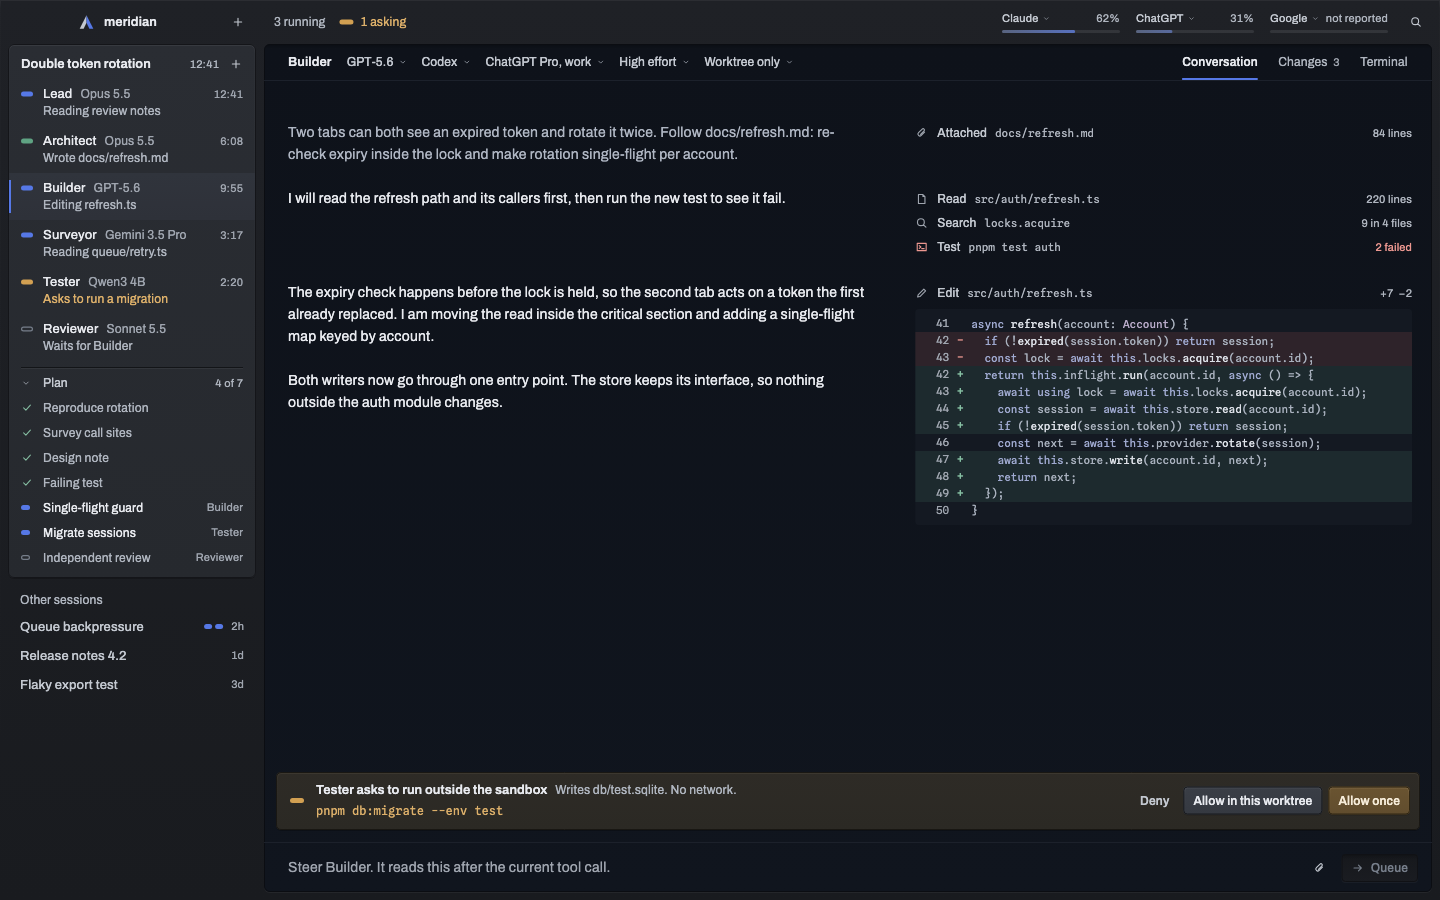 meridian
3 running 1 asking
Claude 62% ChatGPT 31% Google not reported
Double token rotation 12:41
Lead Opus 5.5 12:41
Reading review notes
Architect Opus 5.5 6:08
Wrote docs/refresh.md
Builder GPT-5.6 9:55
Editing refresh.ts
Surveyor Gemini 3.5 Pro 3:17
Reading queue/retry.ts
Tester Qwen3 4B 2:20
Asks to run a migration
Reviewer Sonnet 5.5
Waits for Builder
Plan 4 of 7
Reproduce rotation
Survey call sites
Design note
Failing test
Single-flight guard Builder
Migrate sessions Tester
Independent review Reviewer
Other sessions
Queue backpressure 2h
Release notes 4.2 1d
Flaky export test 3d
Builder GPT-5.6 Codex ChatGPT Pro, work High effort Worktree only
Conversation Changes 3 Terminal
Two tabs can both see an expired token and rotate it twice. Follow docs/refresh.md: re-
check expiry inside the lock and make rotation single-flight per account.
Attached docs/refresh.md 84 lines
I will read the refresh path and its callers first, then run the new test to see it fail.
Read src/auth/refresh.ts 220 lines
Search locks.acquire 9 in 4 files
Test pnpm test auth 2 failed
The expiry check happens before the lock is held, so the second tab acts on a token the first
already replaced. I am moving the read inside the critical section and adding a single-flight
map keyed by account.
Both writers now go through one entry point. The store keeps its interface, so nothing
outside the auth module changes.
Edit src/auth/refresh.ts +7 −2
41 async refresh(account: Account) {
42 − if (!expired(session.token)) return session;
43 − const lock = await this.locks.acquire(account.id);
42 + return this.inflight.run(account.id, async () => {
43 + await using lock = await this.locks.acquire(account.id);
44 + const session = await this.store.read(account.id);
45 + if (!expired(session.token)) return session;
46 const next = await this.provider.rotate(session);
47 + await this.store.write(account.id, next);
48 + return next;
49 + });
50 }
Tester asks to run outside the sandbox Writes db/test.sqlite. No network.
pnpm db:migrate --env test
Deny Allow in this worktree Allow once
Steer Builder. It reads this after the current tool call.
Queue